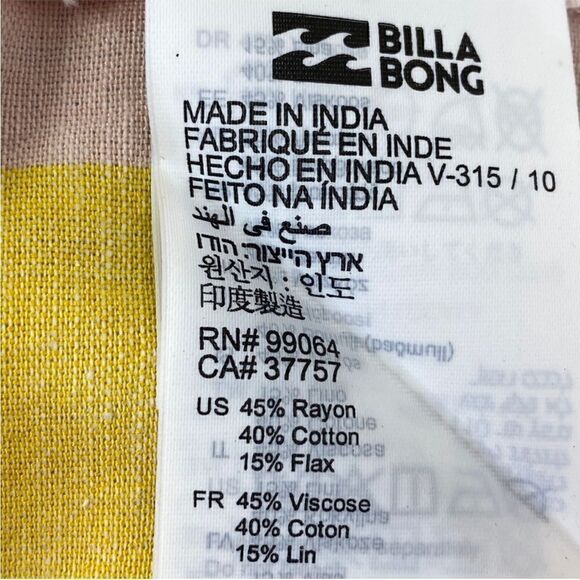 BILLA
BONG
MADE IN INDIA
FABRIQUÉ EN INDE
HECHO EN INDIA V-315 / 10
FEITO NA ÍNDIA
صنع في الهند
ארץ הייצור: הודו
원산지 : 인도
印度製造
RN# 99064
CA# 37757
US 45% Rayon
40% Cotton
15% Flax
FR 45% Viscose
40% Coton
15% Lin